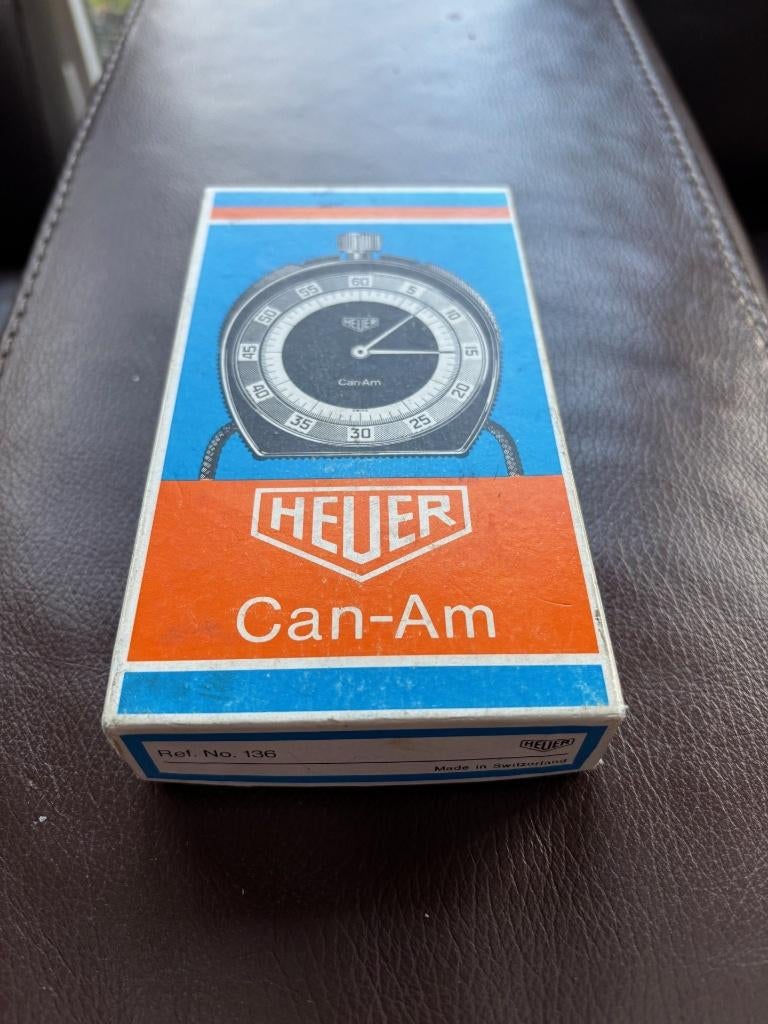 60
55 5
50 10
45 15
40 20
35 25
30
HEUER
Can-Am
HEUER
Can-Am
Ref. No. 136
HEUER
Made in Switzerland